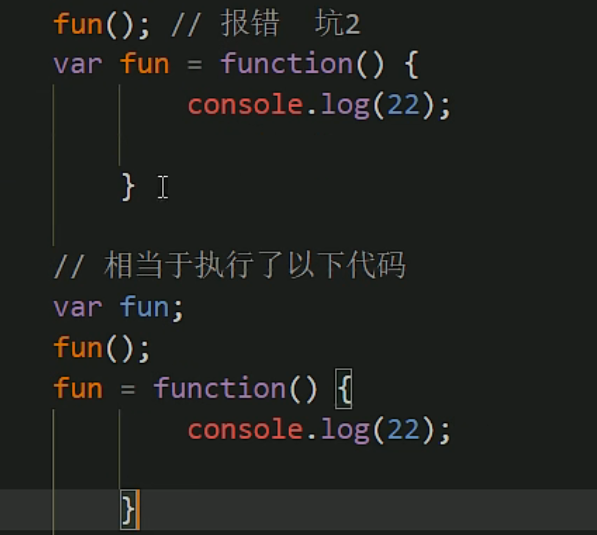 fun(); // 报错 坑2
var fun = function() {
console.log(22);
}
// 相当于执行了以下代码
var fun;
fun();
fun = function() {
console.log(22);
}